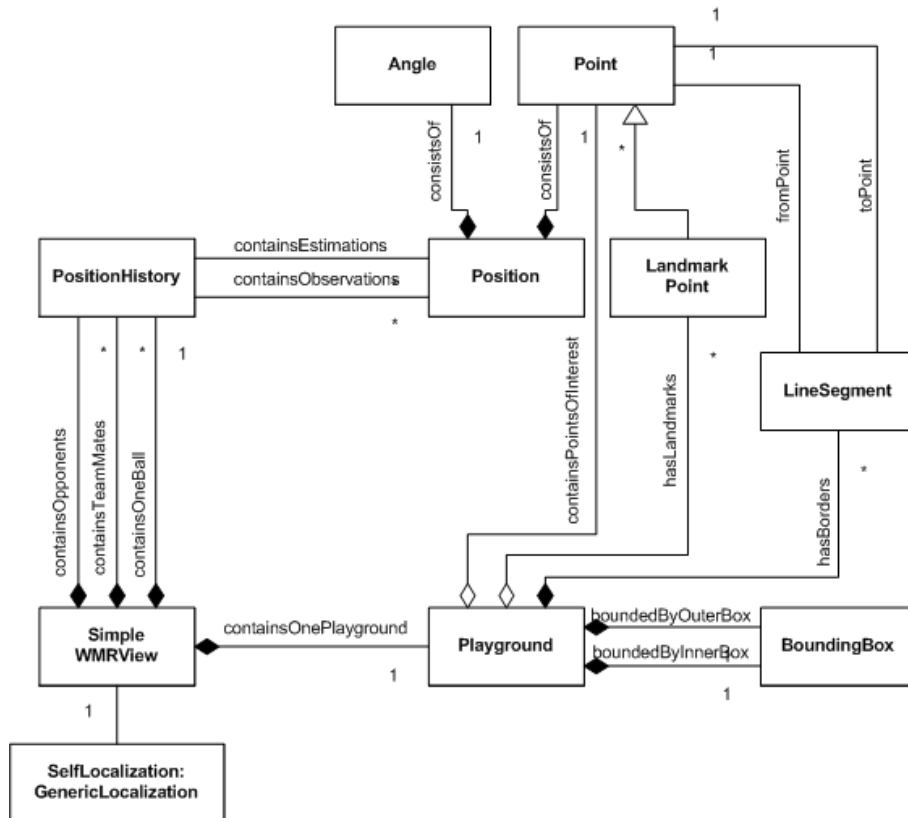 1
Angle
Point
1
consistsOf
1
consistsOf
1
*
fromPoint
toPoint
PositionHistory
containsEstimations
containsObservations
*
*
Position
Landmark
Point
*
*
1
containsPointsOfInterest
*
hasLandmarks
LineSegment
*
hasBorders
containsOpponents
containsTeamMates
containsOneBall
Simple
WMRView
containsOnePlayground
1
Playground
boundedByOuterBox
boundedByInnerBox
1
1
BoundingBox
1
SelfLocalization:
GenericLocalization